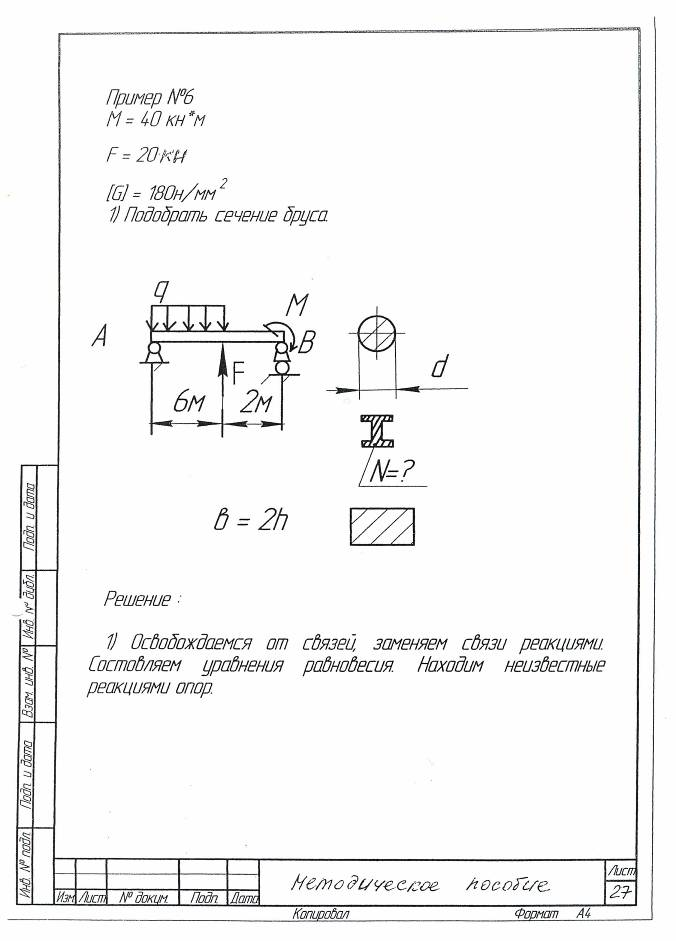 Пример №6
М = 40 кн*м
F = 20 кн
[G] = 180н/мм2
1) Подобрать сечение бруса.
q
M
A
B
F
d
6м
2м
N=?
в = 2h
Решение :
1) Освобождаемся от связей, заменяем связи реакциями.
Состовляем уравнения равновесия. Находим неизвестные
реакциями опор.
Подп. и дата
Инв. № дубл.
Взам. инв. №
Подп. и дата
Инв. № подл.
Изм. Лист № докум. Подп. Дата
Методическое пособие
Лист
27
Копировал Формат А4